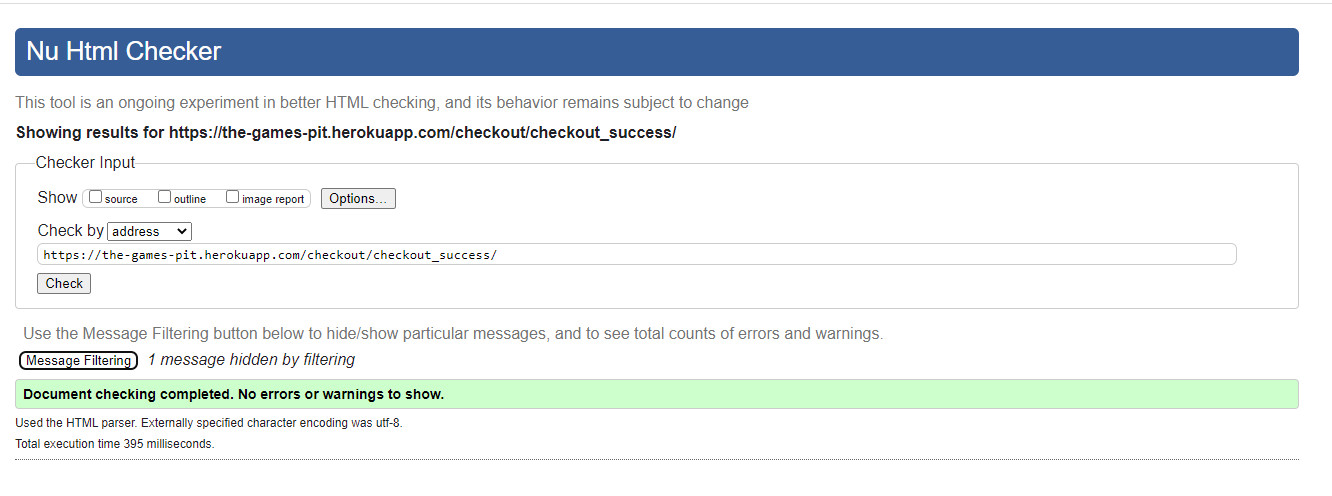 Nu Html Checker
This tool is an ongoing experiment in better HTML checking, and its behavior remains subject to change
Showing results for https://the-games-pit.herokuapp.com/checkout/checkout_success/
Checker Input
Show source outline image report Options...
Check by address
https://the-games-pit.herokuapp.com/checkout/checkout_success/
Check
Use the Message Filtering button below to hide/show particular messages, and to see total counts of errors and warnings.
Message Filtering 1 message hidden by filtering
Document checking completed. No errors or warnings to show.
Used the HTML parser. Externally specified character encoding was utf-8.
Total execution time 395 milliseconds.